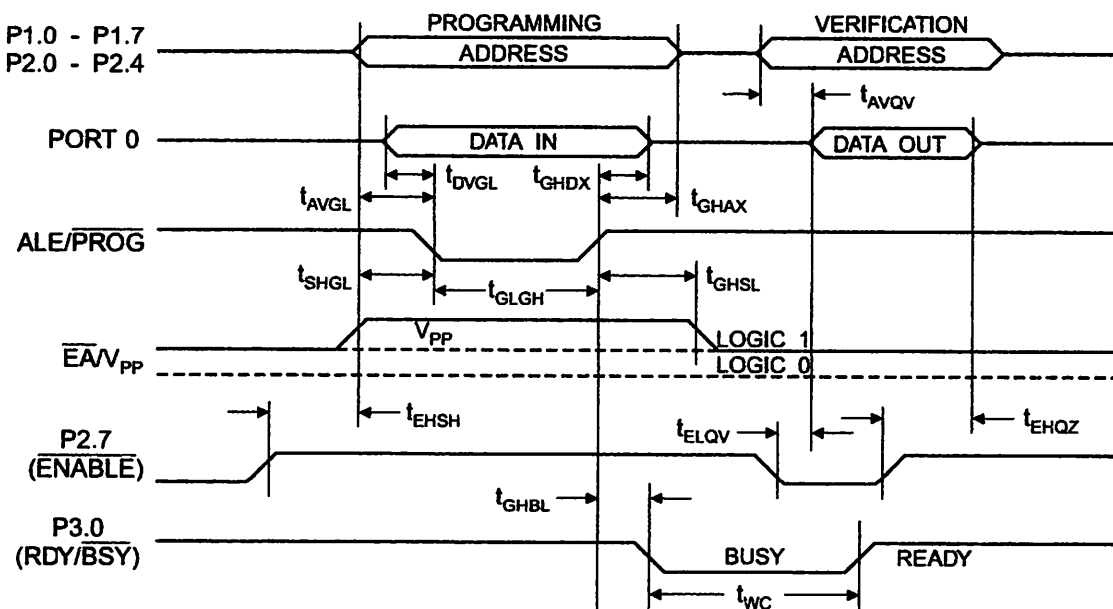 PROGRAMMING
VERIFICATION
P1.0 - P1.7
P2.0 - P2.4
ADDRESS
ADDRESS
tAVQV
PORT 0
DATA IN
DATA OUT
tDVGL
tGHDX
tAVGL
tGHAX
ALE/PROG
tSHGL
tGLGH
tGHSL
VPP
LOGIC 1
EA/VPP
LOGIC 0
tEHSH
tELQV
tEHQZ
P2.7
(ENABLE)
tGHBL
P3.0
(RDY/BSY)
BUSY
READY
tWC